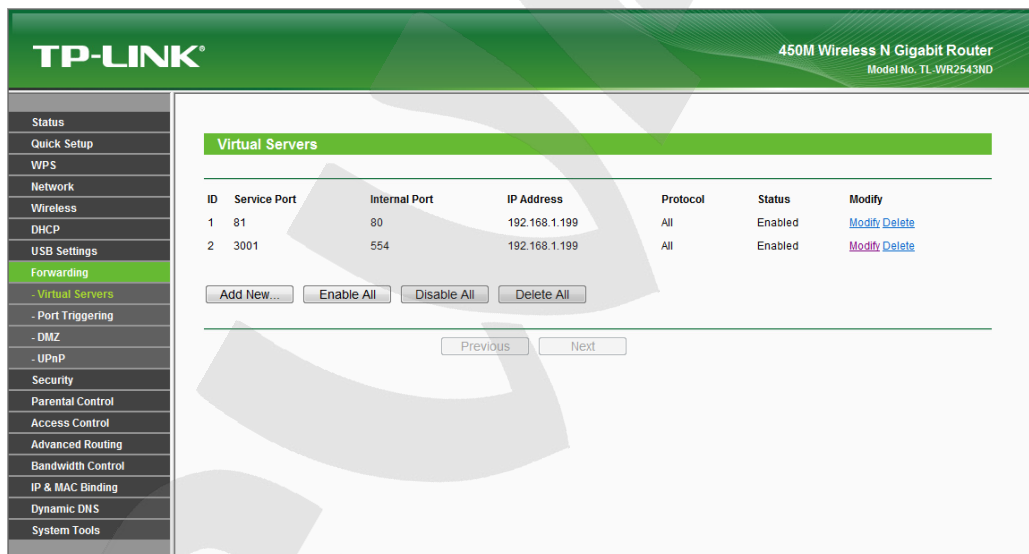 TP-LINK®
450M Wireless N Gigabit Router
Model No. TL-WR2543ND
Status
Quick Setup
WPS
Network
Wireless
DHCP
USB Settings
Forwarding
- Virtual Servers
- Port Triggering
- DMZ
- UPnP
Security
Parental Control
Access Control
Advanced Routing
Bandwidth Control
IP & MAC Binding
Dynamic DNS
System Tools
Virtual Servers
ID Service Port Internal Port IP Address Protocol Status Modify
1 81 80 192.168.1.199 All Enabled Modify Delete
2 3001 554 192.168.1.199 All Enabled Modify Delete
Add New... Enable All Disable All Delete All
Previous Next